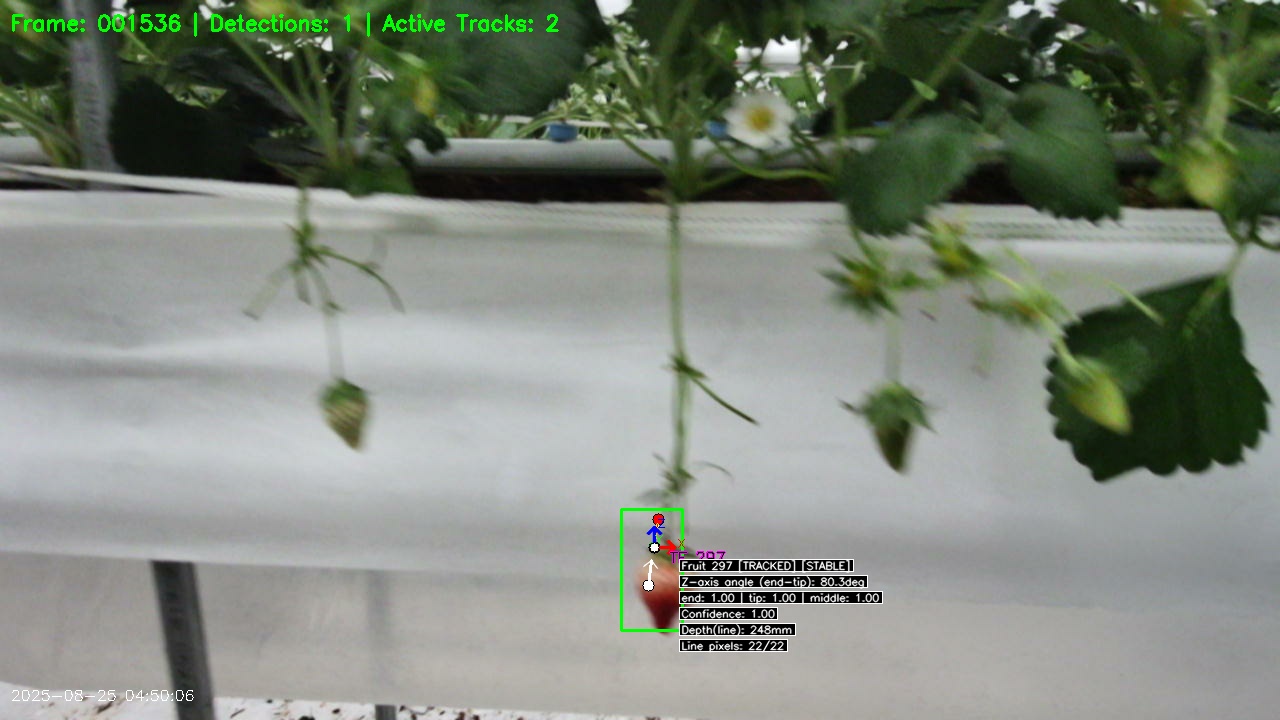 Frame: 001536 | Detections: 1 | Active Tracks: 2
Z
X
TF 297
Fruit 297 [TRACKED] [STABLE]
Z-axis angle (end-tip): 80.3deg
end: 1.00 | tip: 1.00 | middle: 1.00
Confidence: 1.00
Depth(line): 248mm
Line pixels: 22/22
2025-08-25 04:50:06